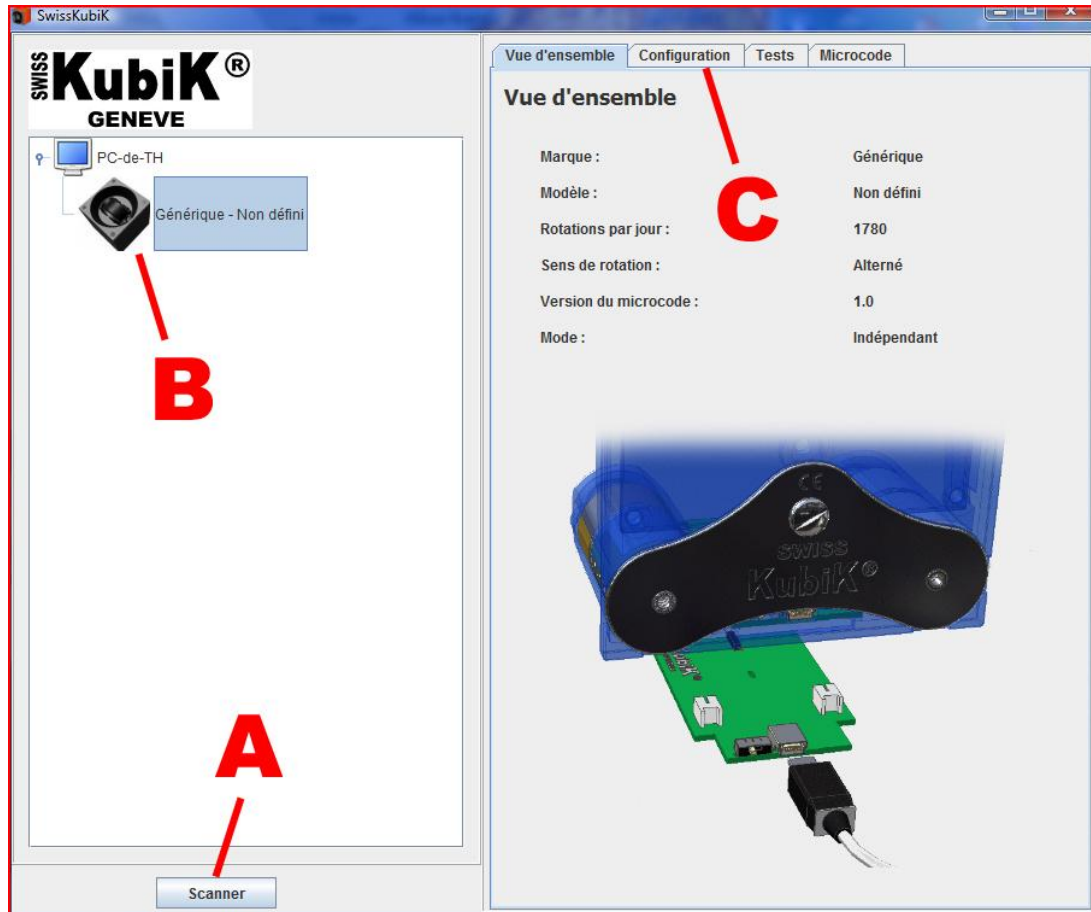 SwissKubiK
SWISS KubiK®
GENEVE
PC-de-TH
Générique - Non défini
B
A
Scanner
Vue d'ensemble Configuration Tests Microcode
Vue d'ensemble
Marque : Générique
Modèle : Non défini
C
Rotations par jour : 1780
Sens de rotation : Alterné
Version du microcode : 1.0
Mode : Indépendant
CE
SWISS
KubiK®